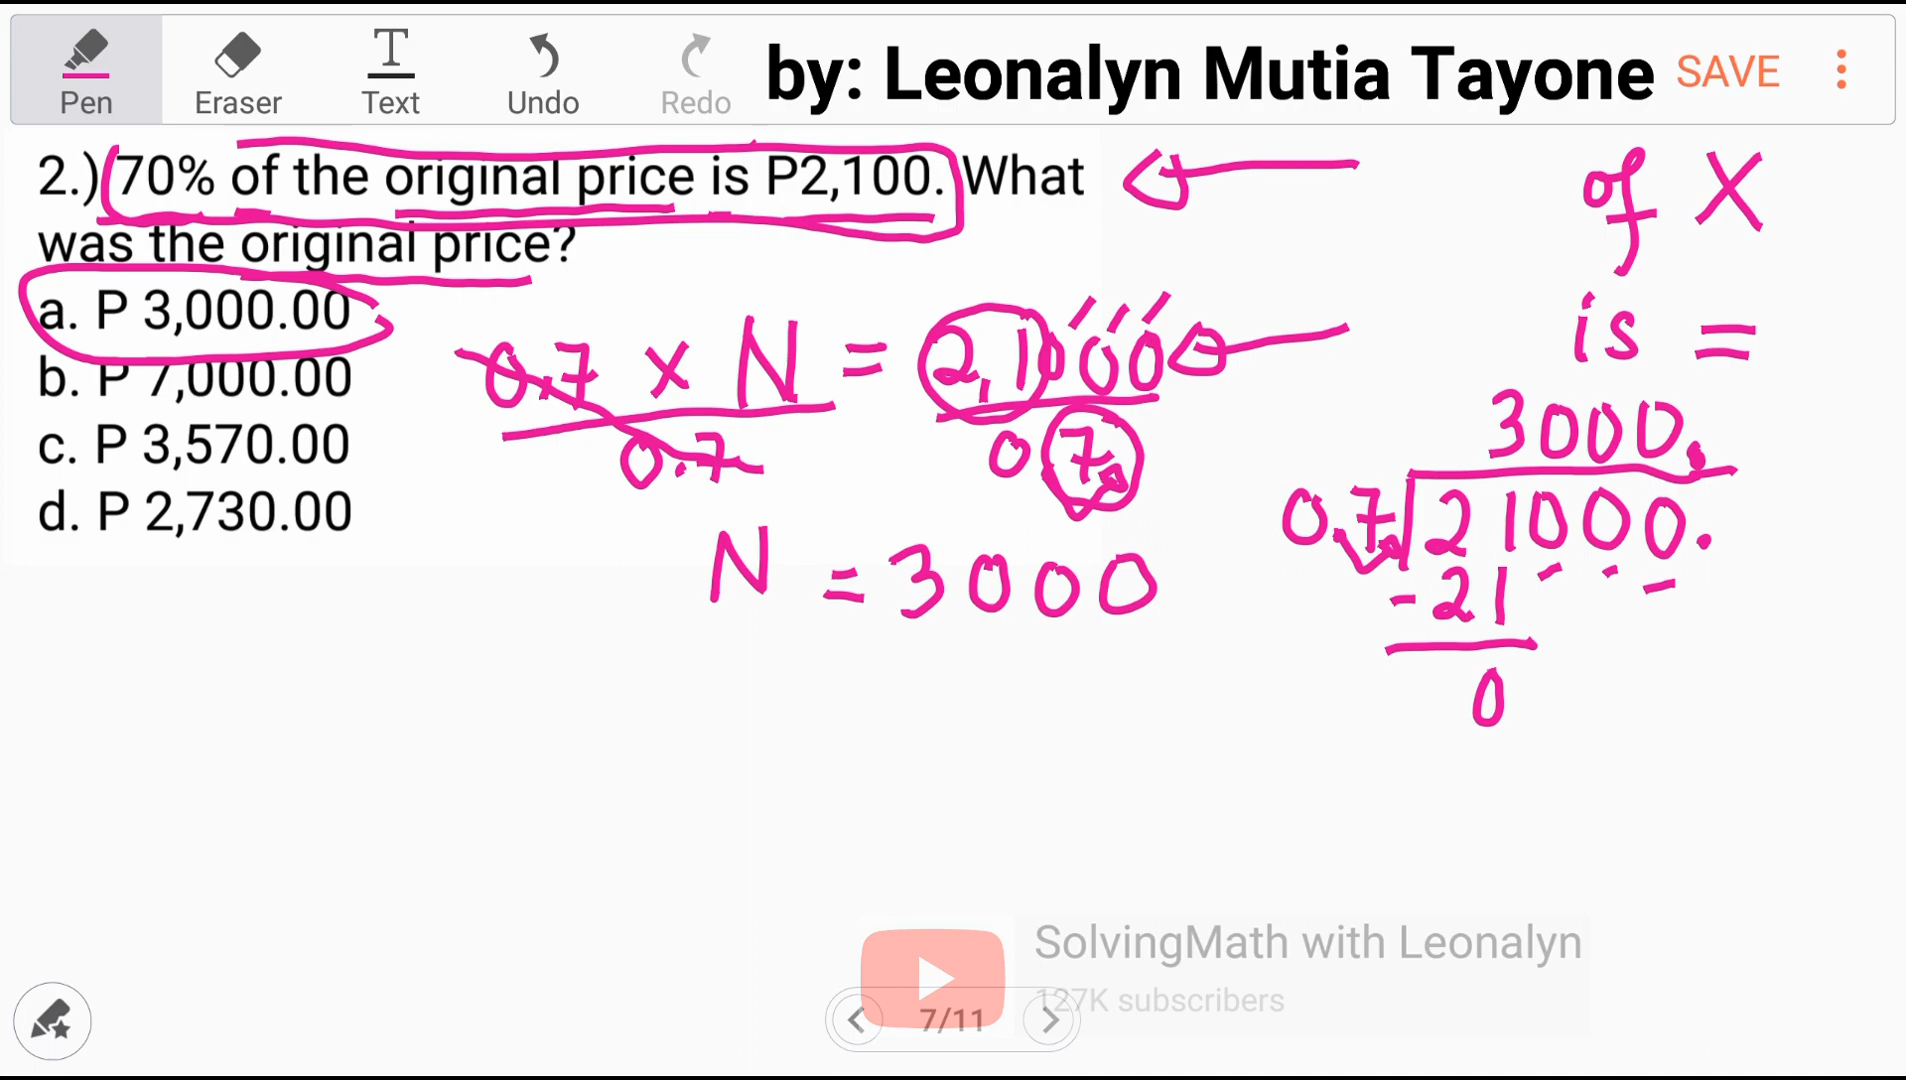 Pen Eraser Text Undo Redo by: Leonalyn Mutia Tayone SAVE
2.) 70% of the original price is P2,100. What
was the original price?
a. P 3,000.00
b. P 7,000.00
c. P 3,570.00
d. P 2,730.00
of X
is =
0.7 x N = 2,1000
0.7 07
N = 3000
3000.
0.7 21000.
- 21
0
SolvingMath with Leonalyn
127K subscribers
7/11